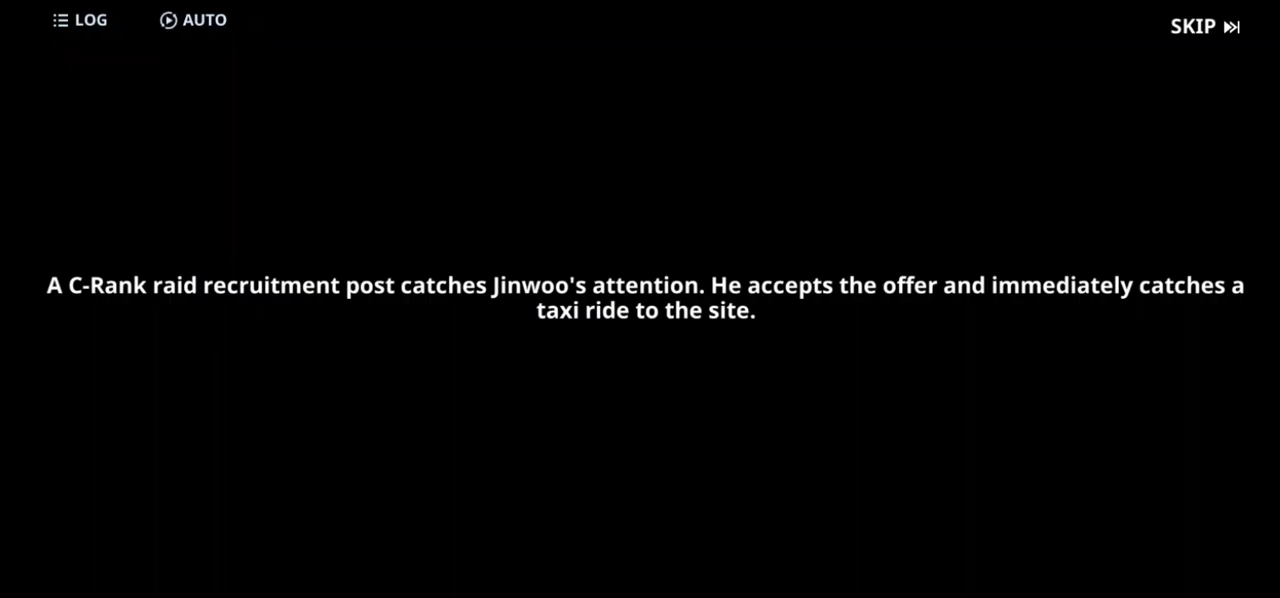 LOG
AUTO
SKIP
A C-Rank raid recruitment post catches Jinwoo's attention. He accepts the offer and immediately catches a
taxi ride to the site.